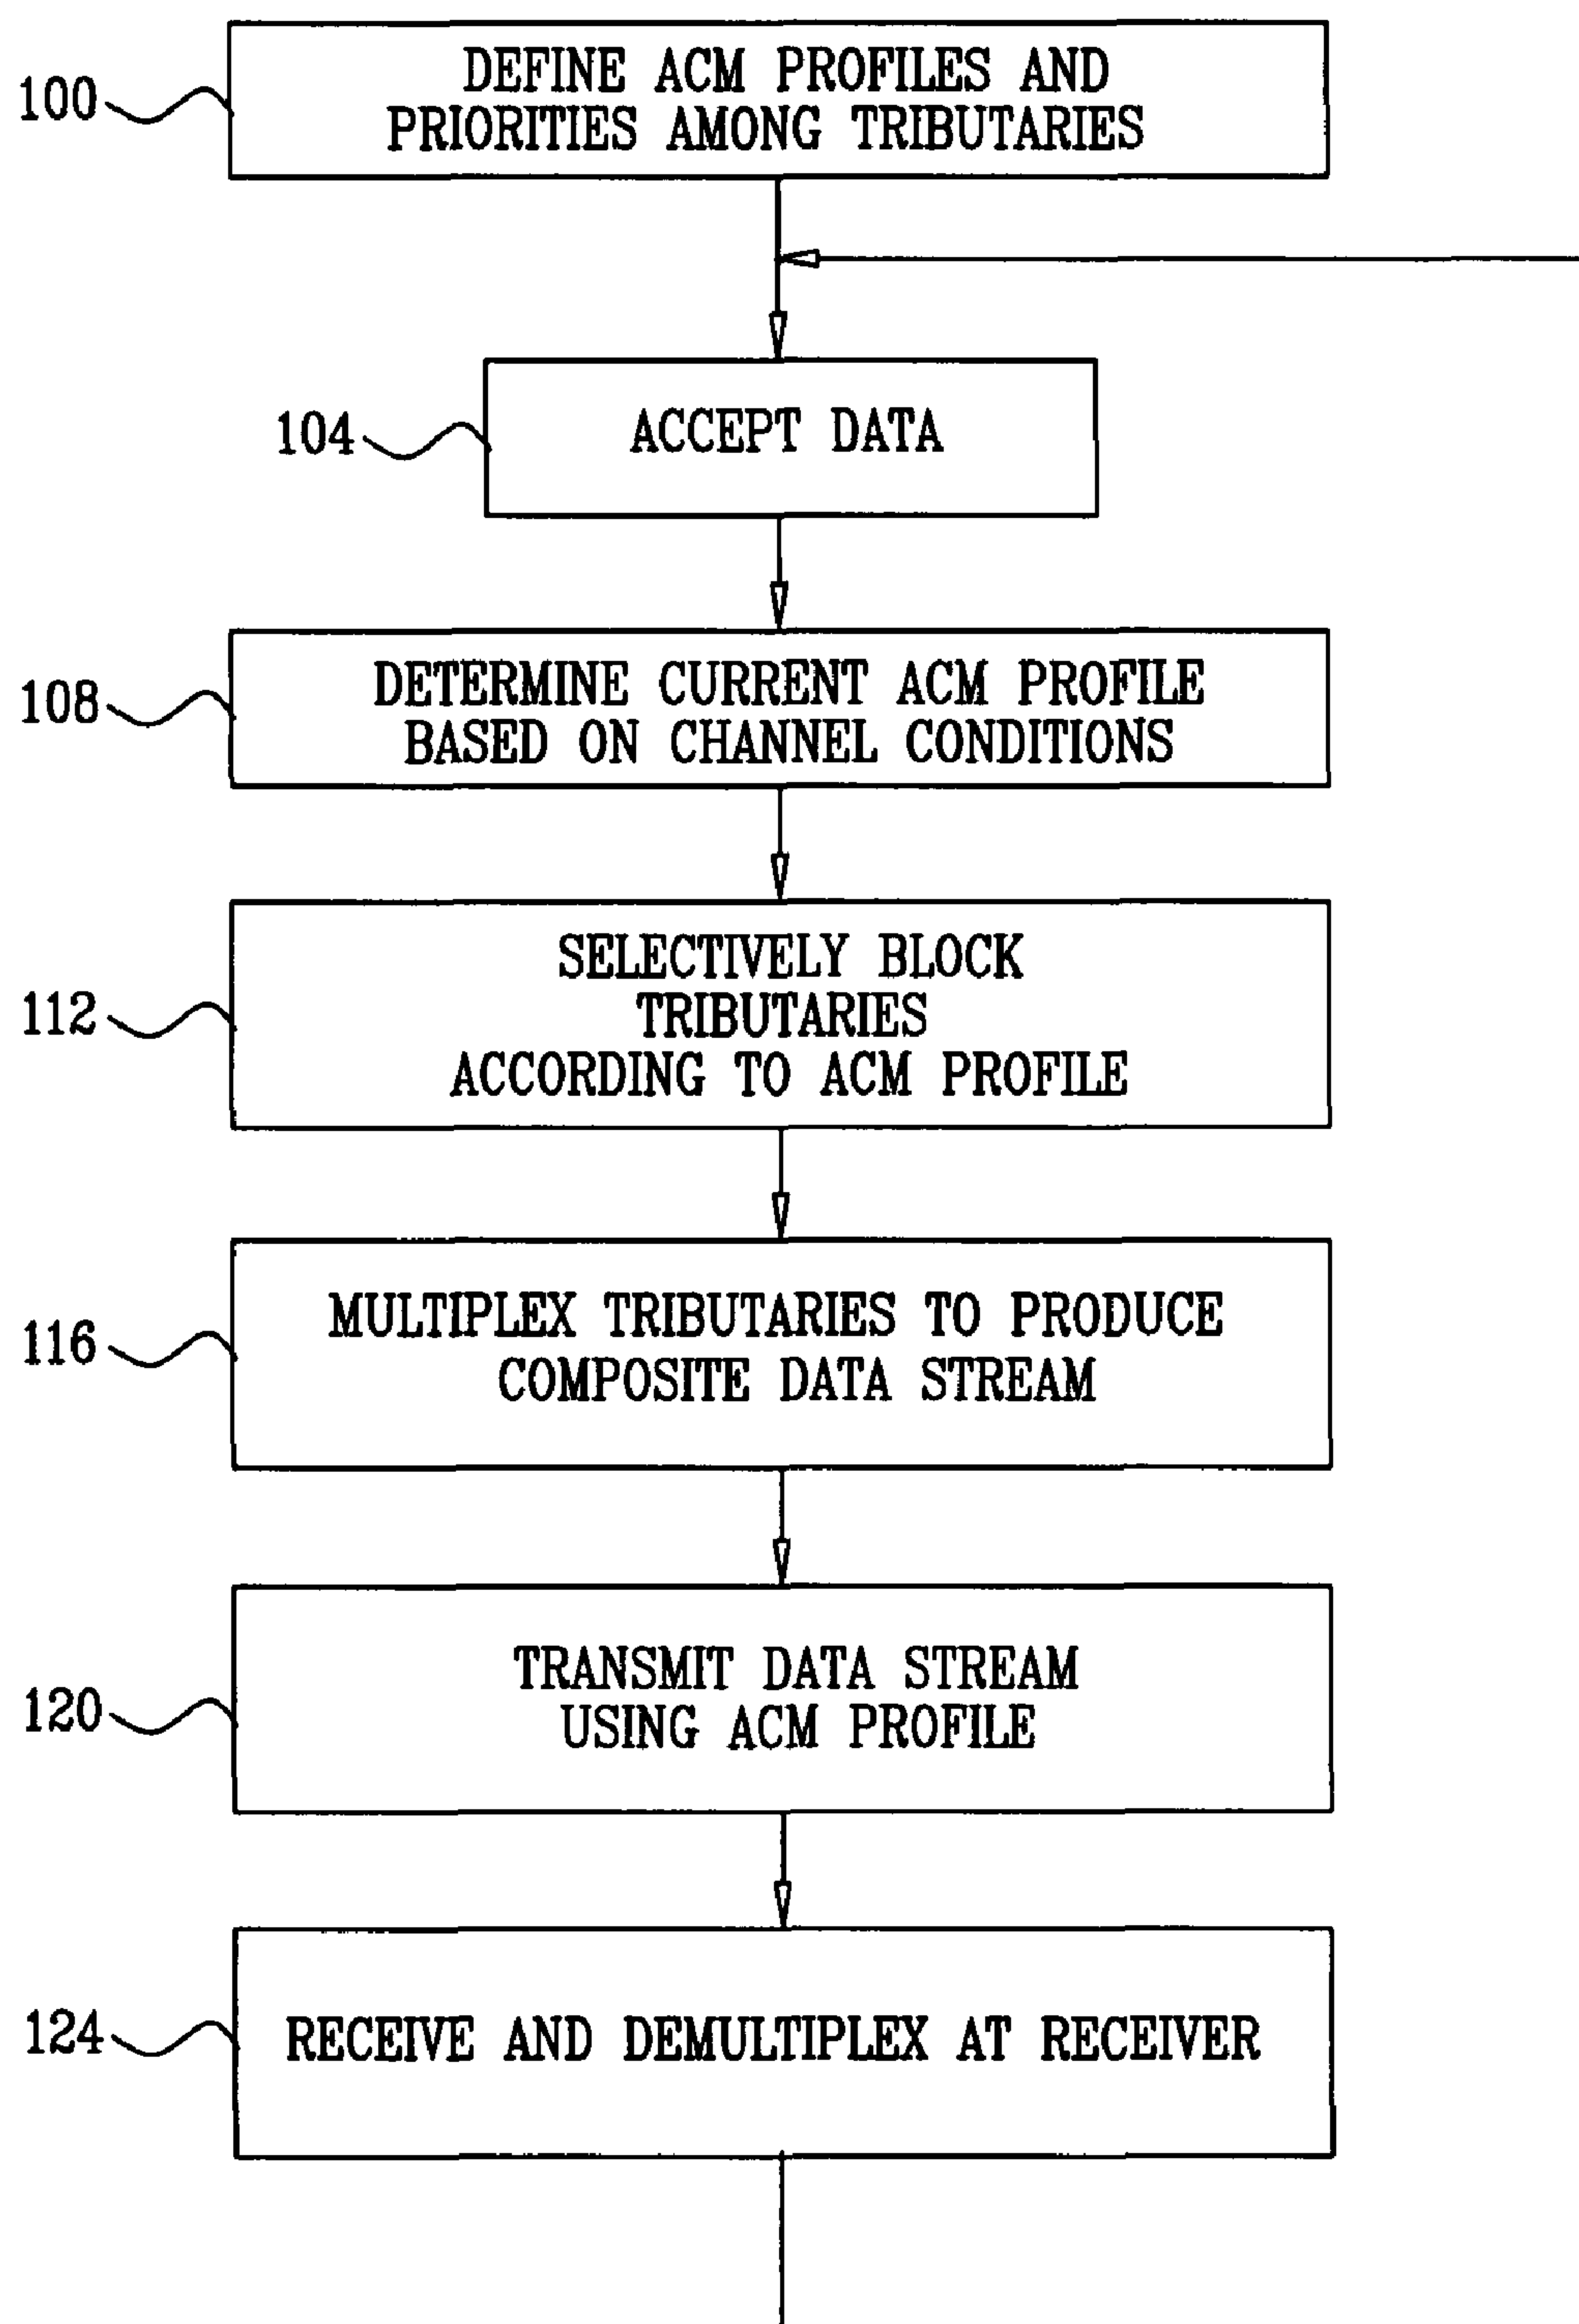 100
DEFINE ACM PROFILES AND
PRIORITIES AMONG TRIBUTARIES
104
ACCEPT DATA
108
DETERMINE CURRENT ACM PROFILE
BASED ON CHANNEL CONDITIONS
112
SELECTIVELY BLOCK
TRIBUTARIES
ACCORDING TO ACM PROFILE
116
MULTIPLEX TRIBUTARIES TO PRODUCE
COMPOSITE DATA STREAM
120
TRANSMIT DATA STREAM
USING ACM PROFILE
124
RECEIVE AND DEMULTIPLEX AT RECEIVER